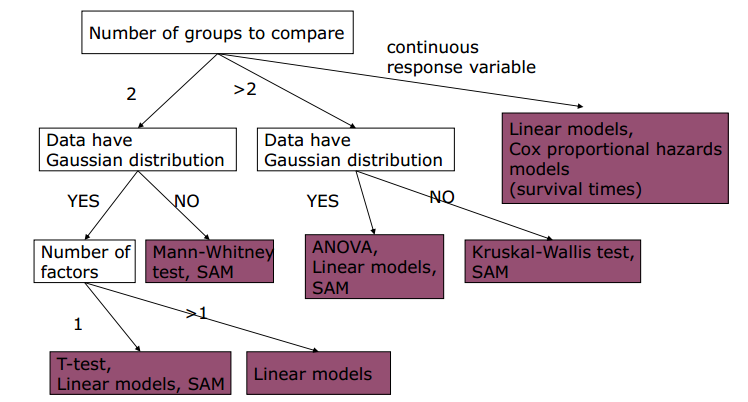 Number of groups to compare
continuous
response variable
2
>2
Data have
Gaussian distribution
Data have
Gaussian distribution
Linear models,
Cox proportional hazards
models
(survival times)
YES
NO
YES
NO
Number of
factors
Mann-Whitney
test, SAM
ANOVA,
Linear models,
SAM
Kruskal-Wallis test,
SAM
1
>1
T-test,
Linear models, SAM
Linear models